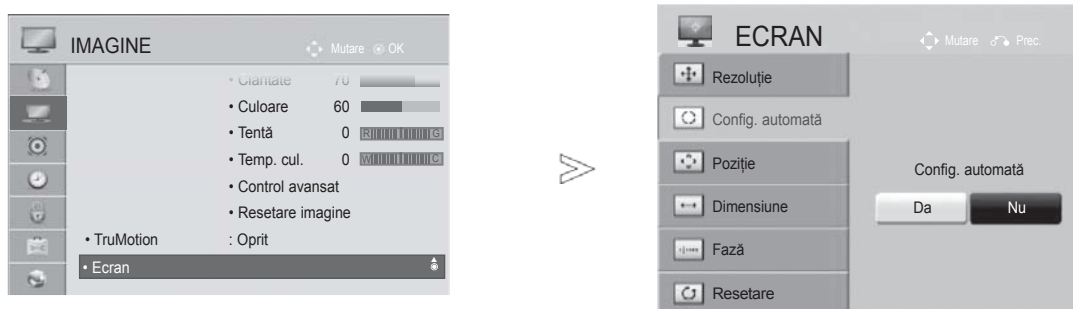 IMAGINE
Mutare OK
• Claritate 70
• Culoare 60
• Tentă 0 R G
• Temp. cul. 0 W C
• Control avansat
• Resetare imagine
• TruMotion : Oprit
• Ecran
ECRAN
Mutare Prec.
Rezoluție
Config. automată
Poziție
Dimensiune
Fază
Resetare
Config. automată
Da Nu